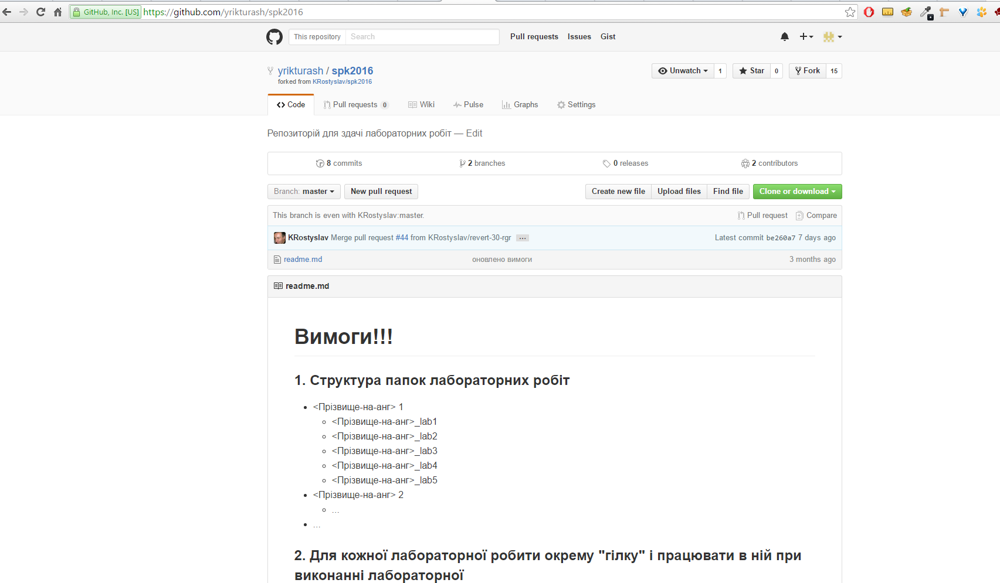 GitHub, Inc. [US] https://github.com/yrikturash/spk2016
This repository Search Pull requests Issues Gist
yrikturash / spk2016 Unwatch 1 Star 0 Fork 15
forked from KRostyslav/spk2016
Code Pull requests 0 Wiki Pulse Graphs Settings
Репозиторій для здачі лабораторних робіт — Edit
8 commits 2 branches 0 releases 2 contributors
Branch: master New pull request Create new file Upload files Find file Clone or download
This branch is even with KRostyslav:master. Pull request Compare
KRostyslav Merge pull request #44 from KRostyslav/revert-30-rgr … Latest commit be260a7 7 days ago
readme.md оновлено вимоги 3 months ago
readme.md
Вимоги!!!
1. Структура папок лабораторних робіт
<Прізвище-на-анг> 1
<Прізвище-на-анг>_lab1
<Прізвище-на-анг>_lab2
<Прізвище-на-анг>_lab3
<Прізвище-на-анг>_lab4
<Прізвище-на-анг>_lab5
<Прізвище-на-анг> 2
...
...
2. Для кожної лабораторної робити окрему "гілку" і працювати в ній при
виконанні лабораторної